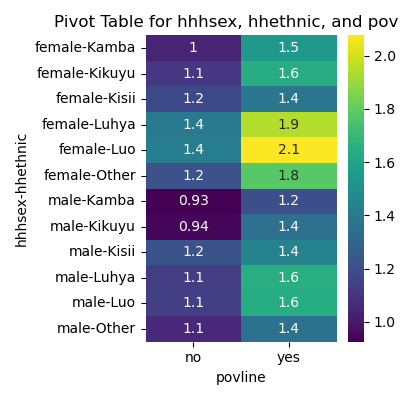 Pivot Table for hhhsex, hhethnic, and pov
female-Kamba 1 1.5
female-Kikuyu 1.1 1.6
female-Kisii 1.2 1.4
female-Luhya 1.4 1.9
female-Luo 1.4 2.1
female-Other 1.2 1.8
male-Kamba 0.93 1.2
male-Kikuyu 0.94 1.4
male-Kisii 1.2 1.4
male-Luhya 1.1 1.6
male-Luo 1.1 1.6
male-Other 1.1 1.4
no yes
povline
hhhsex-hhethnic
2.0
1.8
1.6
1.4
1.2
1.0